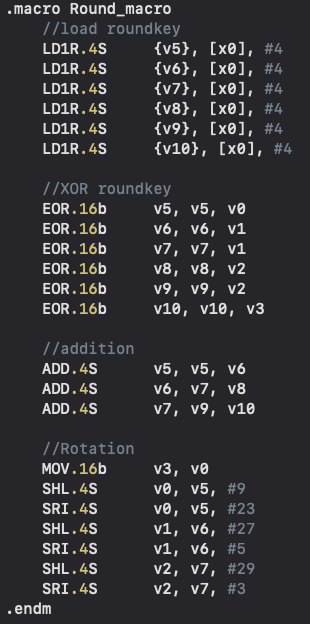 .macro Round_macro
//load roundkey
LD1R.4S {v5}, [x0], #4
LD1R.4S {v6}, [x0], #4
LD1R.4S {v7}, [x0], #4
LD1R.4S {v8}, [x0], #4
LD1R.4S {v9}, [x0], #4
LD1R.4S {v10}, [x0], #4
//XOR roundkey
EOR.16b v5, v5, v0
EOR.16b v6, v6, v1
EOR.16b v7, v7, v1
EOR.16b v8, v8, v2
EOR.16b v9, v9, v2
EOR.16b v10, v10, v3
//addition
ADD.4S v5, v5, v6
ADD.4S v6, v7, v8
ADD.4S v7, v9, v10
//Rotation
MOV.16b v3, v0
SHL.4S v0, v5, #9
SRI.4S v0, v5, #23
SHL.4S v1, v6, #27
SRI.4S v1, v6, #5
SHL.4S v2, v7, #29
SRI.4S v2, v7, #3
.endm